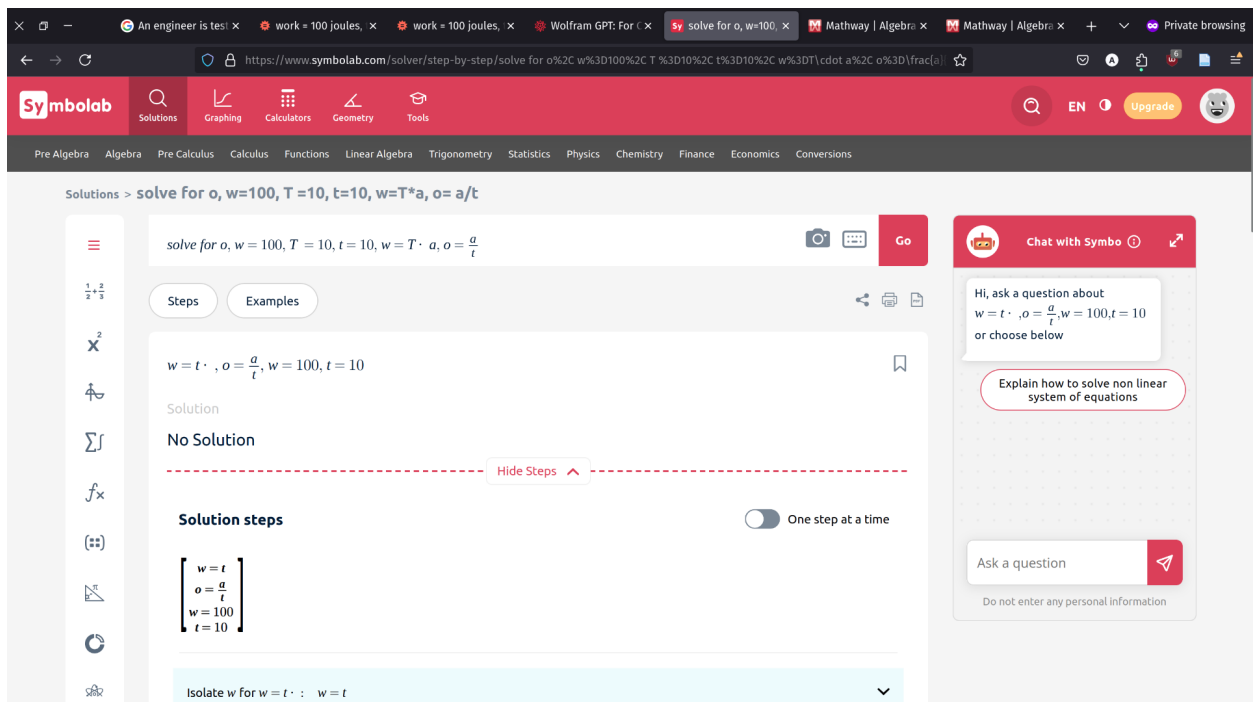 An engineer is test
work = 100 joules,
work = 100 joules,
Wolfram GPT: For C
Sy solve for o, w=100,
Mathway | Algebra
Mathway | Algebra
Private browsing
https://www.symbolab.com/solver/step-by-step/solve for o%2C w%3D100%2C T %3D10%2C t%3D10%2C w%3DT\cdot a%2C o%3D\frac{a}
6
Symbolab
Solutions
Graphing
Calculators
Geometry
Tools
EN
Upgrade
Pre Algebra Algebra Pre Calculus Calculus Functions Linear Algebra Trigonometry Statistics Physics Chemistry Finance Economics Conversions
Solutions > solve for o, w=100, T =10, t=10, w=T*a, o= a/t
solve for o, w = 100, T = 10, t = 10, w = T · a, o = a/t
Go
Steps
Examples
w = t · , o = a/t, w = 100, t = 10
Solution
No Solution
Hide Steps
Solution steps
One step at a time
w = t
o = a/t
w = 100
t = 10
Isolate w for w = t · : w = t
Chat with Symbo
Hi, ask a question about
w = t · ,o = a/t,w = 100,t = 10
or choose below
Explain how to solve non linear
system of equations
Ask a question
Do not enter any personal information